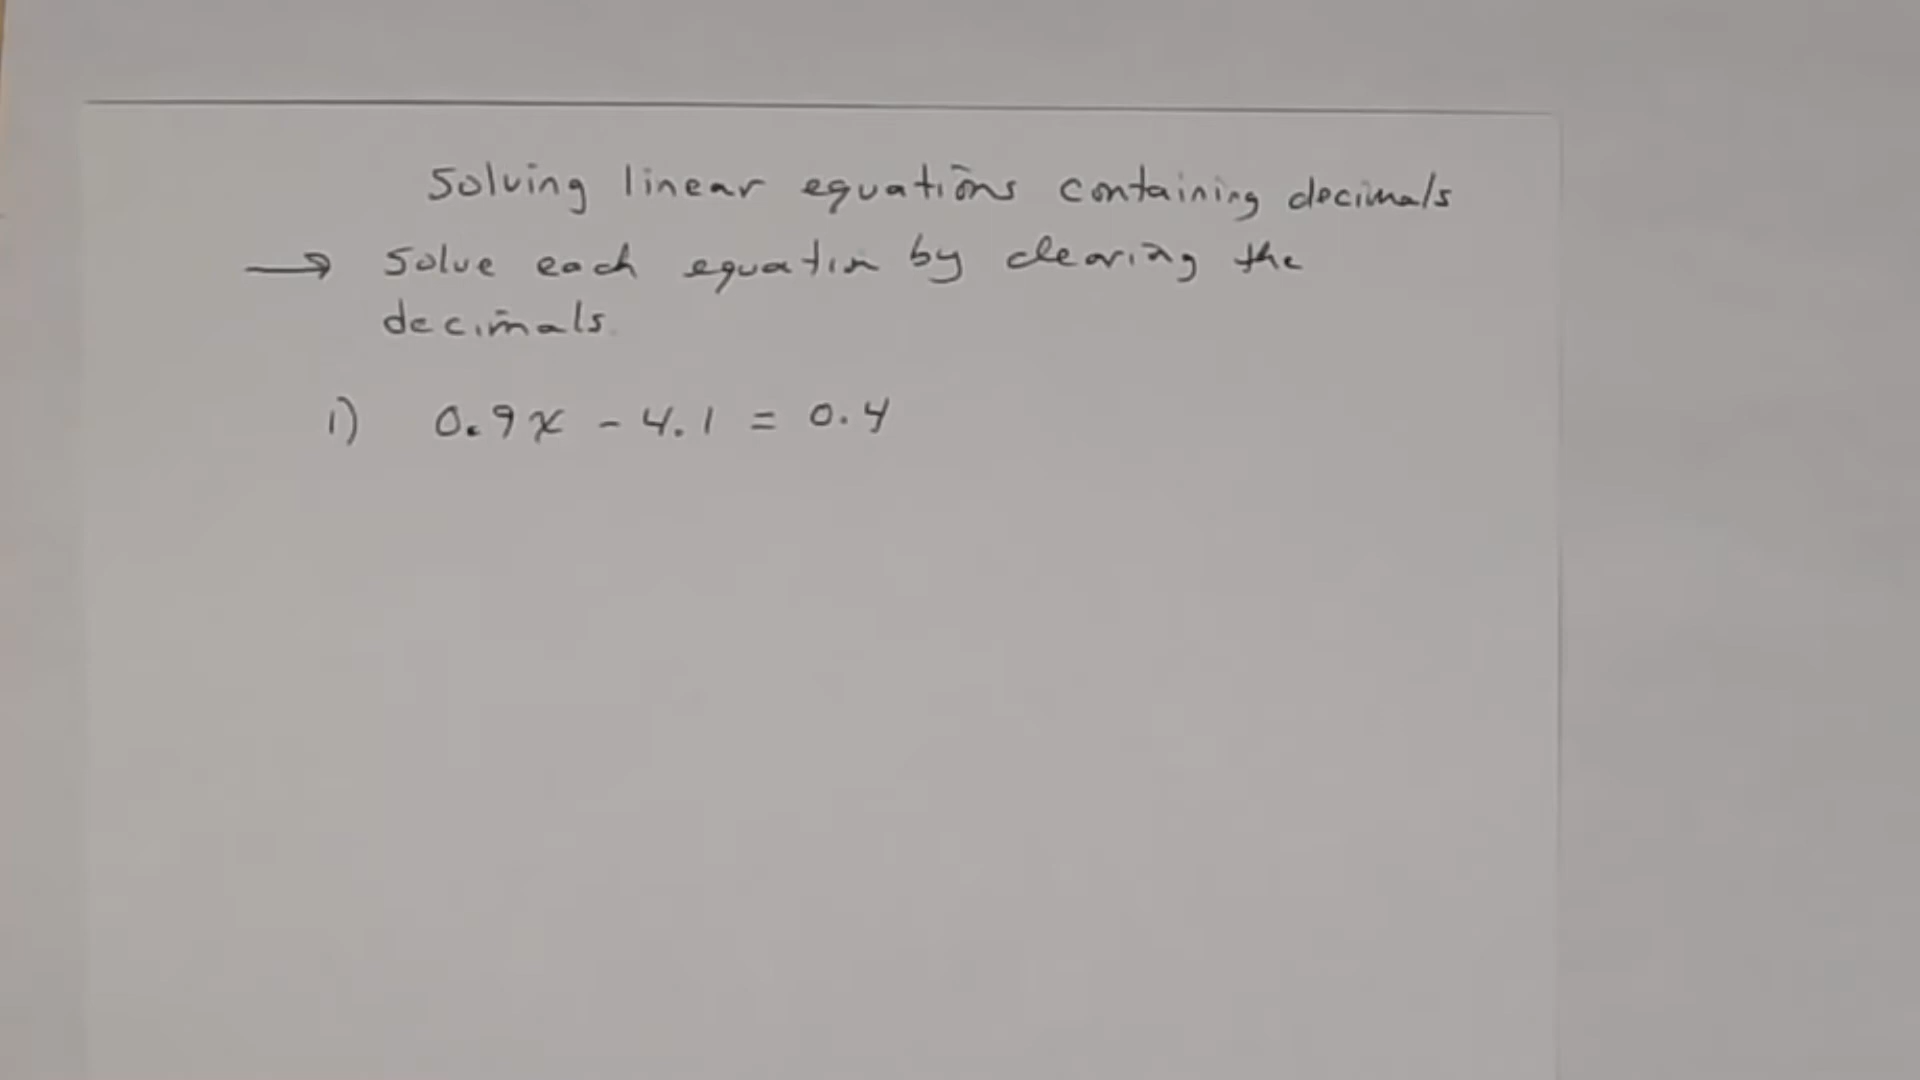 Solving linear equations containing decimals
→ Solve each equation by clearing the
decimals.
1) 0.9x - 4.1 = 0.4